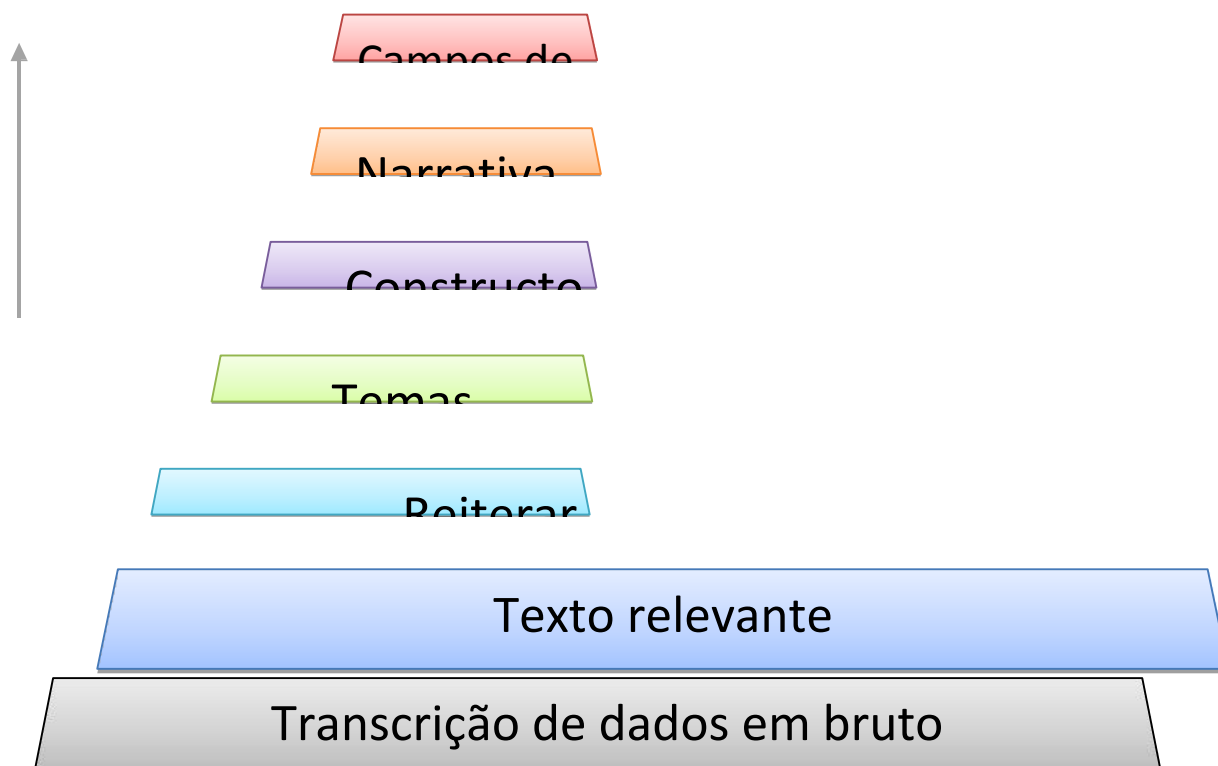 Campos de
Narrativa
Constructo
Temas
Reiterar
Texto relevante
Transcrição de dados em bruto